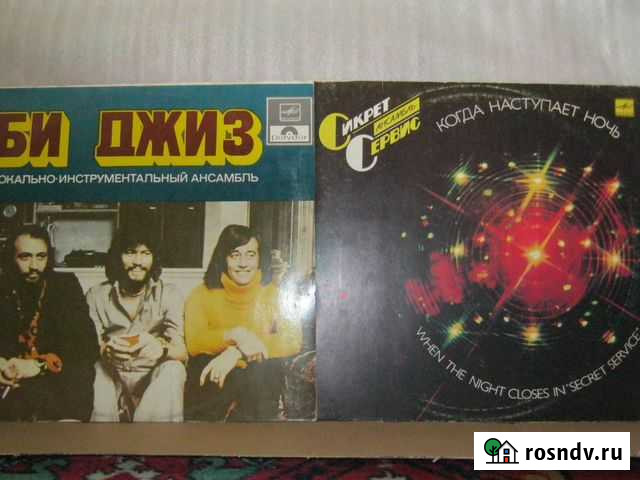 БИ ДЖИЗ
Polydor
ОКАЛЬНО-ИНСТРУМЕНТАЛЬНЫЙ АНСАМБЛЬ
СИКРЕТ
АНСАМБЛЬ
СЕРВИС
КОГДА НАСТУПАЕТ НОЧЬ
WHEN THE NIGHT CLOSES IN "SECRET SERVICE
rosndv.ru